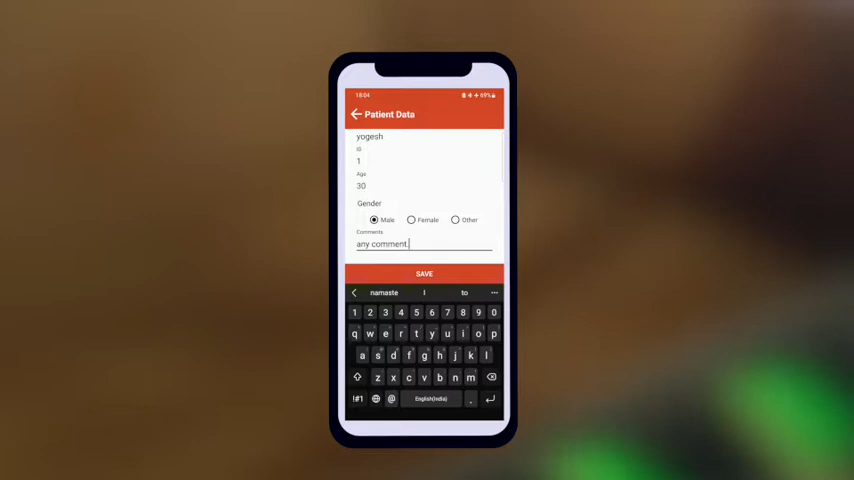 18:04 69%
Patient Data
yogesh
ID
1
Age
30
Gender
Male Female Other
Comments
any comment.
SAVE
namaste I to
1 2 3 4 5 6 7 8 9 0
q w e r t y u i o p
a s d f g h j k l
z x c v b n m
!#1 @ English(India) .